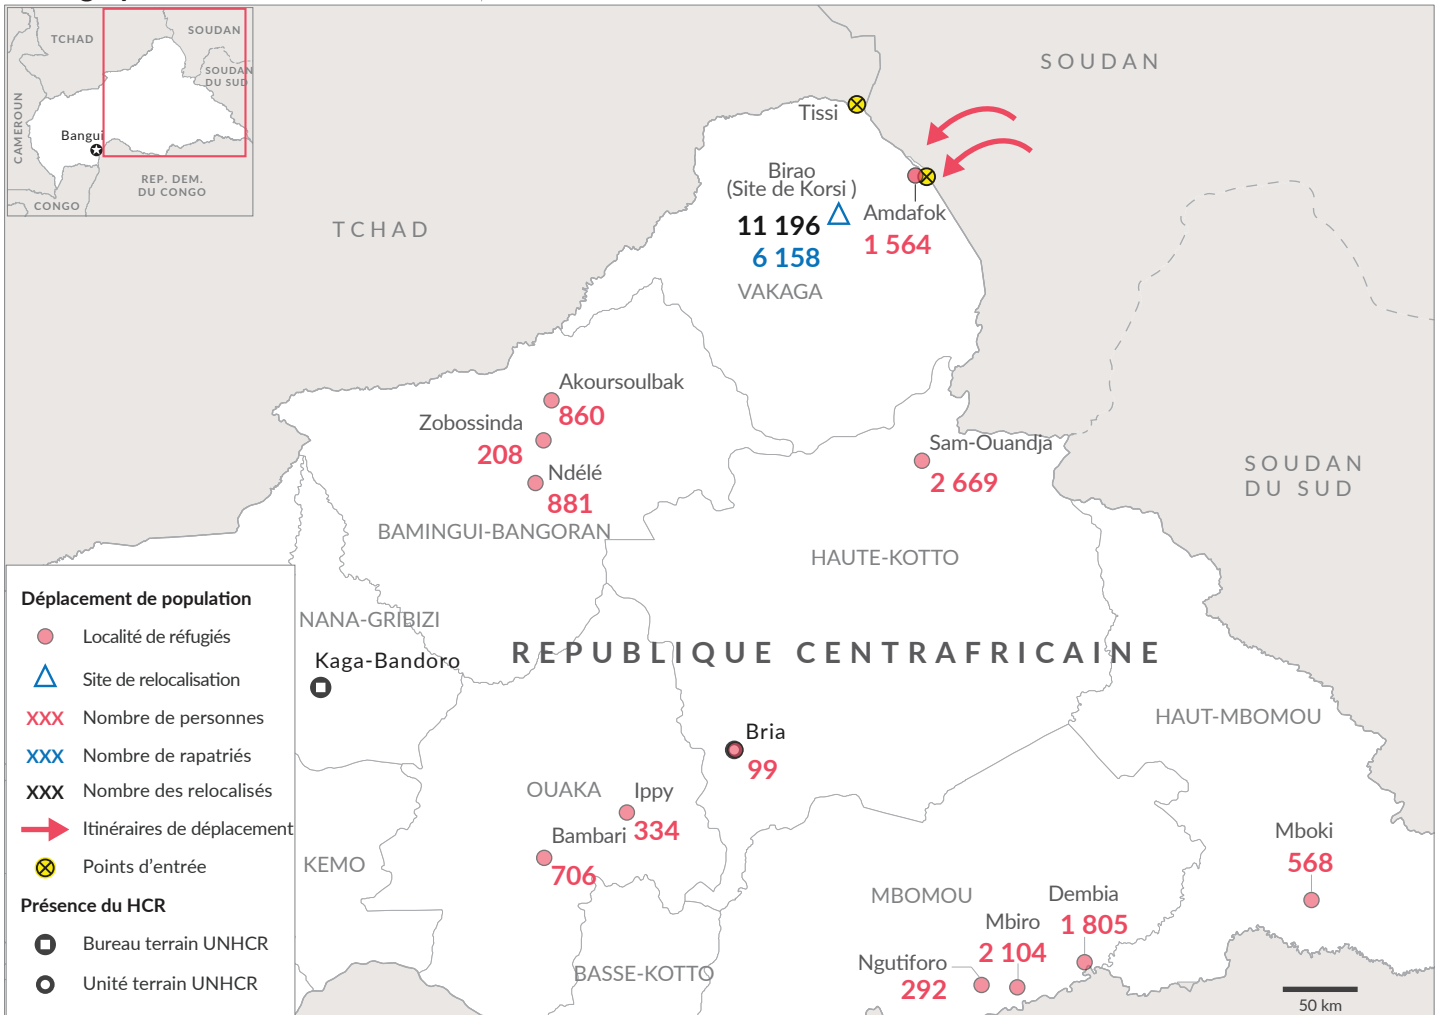 TCHAD
SOUDAN
SOUDAN
DU SUD
CAMEROUN
Bangui
REP. DEM.
DU CONGO
CONGO
SOUDAN
Tissi
Birao
(Site de Korsi )
11 196
6 158
Amdafok
1 564
VAKAGA
TCHAD
Akoursoulbak
860
Zobossinda
208
Ndélé
881
BAMINGUI-BANGORAN
Sam-Ouandja
2 669
SOUDAN
DU SUD
HAUTE-KOTTO
NANA-GRIBIZI
Kaga-Bandoro
REPUBLIQUE CENTRAFRICAINE
HAUT-MBOMOU
Bria
99
OUAKA
Ippy
334
Bambari
706
KEMO
Mboki
568
MBOMOU
Dembia
1 805
Mbiro
2 104
Ngutiforo
292
BASSE-KOTTO
50 km
Déplacement de population
Localité de réfugiés
Site de relocalisation
XXX Nombre de personnes
XXX Nombre de rapatriés
XXX Nombre des relocalisés
Itinéraires de déplacement
Points d'entrée
Présence du HCR
Bureau terrain UNHCR
Unité terrain UNHCR